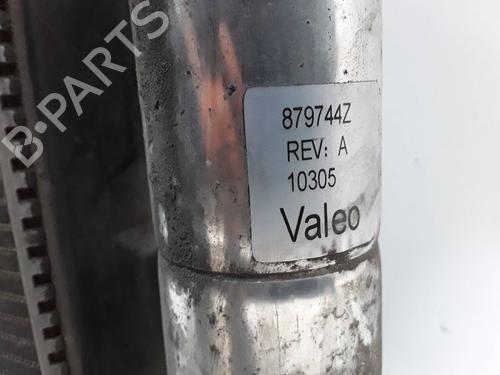 B-PARTS
879744Z
REV: A
10305
Valeo